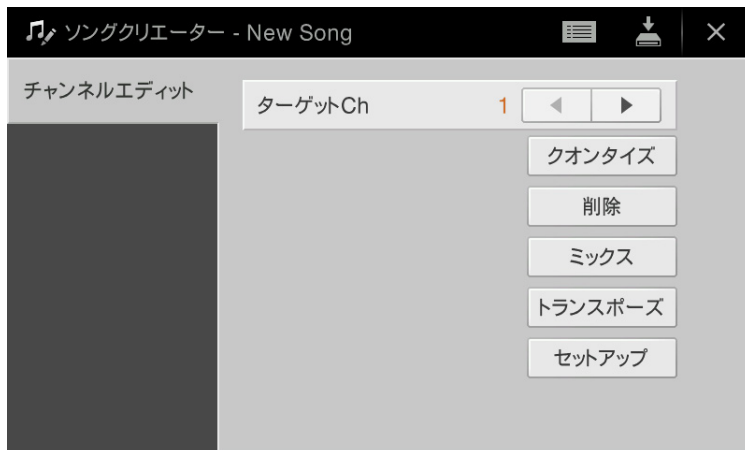 ソングクリエーター - New Song
チャンネルエディット
ターゲットCh 1
クオンタイズ
削除
ミックス
トランスポーズ
セットアップ